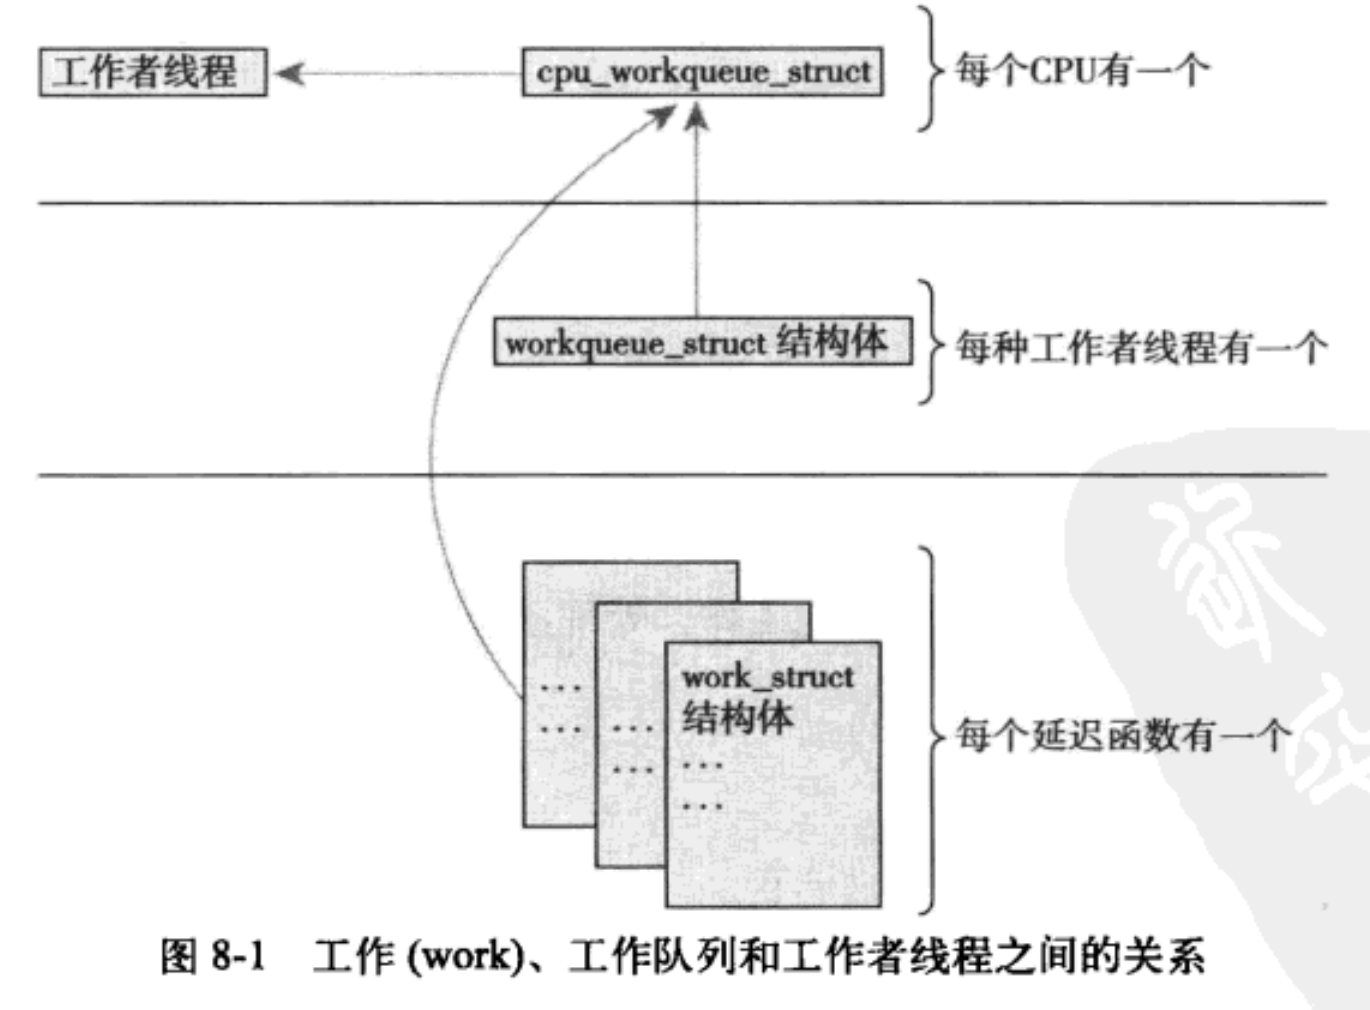 工作者线程
cpu_workqueue_struct
每个CPU有一个
workqueue_struct 结构体
每种工作者线程有一个
... 
...
...
...
work_struct
结构体
...
...
每个延迟函数有一个
图 8-1 工作 (work)、工作队列和工作者线程之间的关系